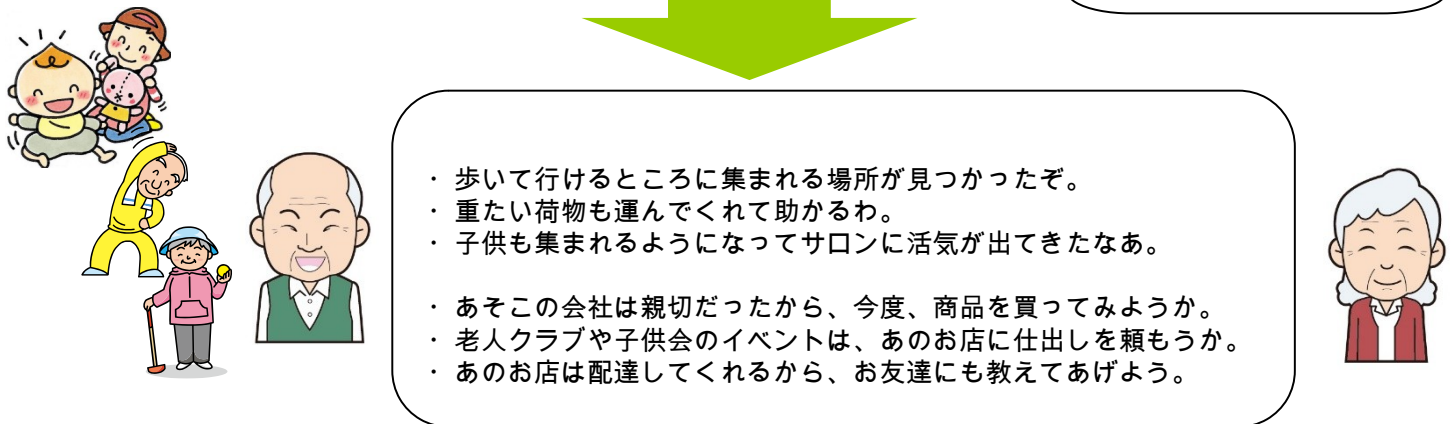 ・ 歩いて行けるところに集まれる場所が見つかったぞ。
・ 重たい荷物も運んでくれて助かるわ。
・ 子供も集まれるようになってサロンに活気が出てきたなあ。
・ あそこの会社は親切だったから、今度、商品を買ってみようか。
・ 老人クラブや子供会のイベントは、あのお店に仕出しを頼もうか。
・ あのお店は配達してくれるから、お友達にも教えてあげよう。